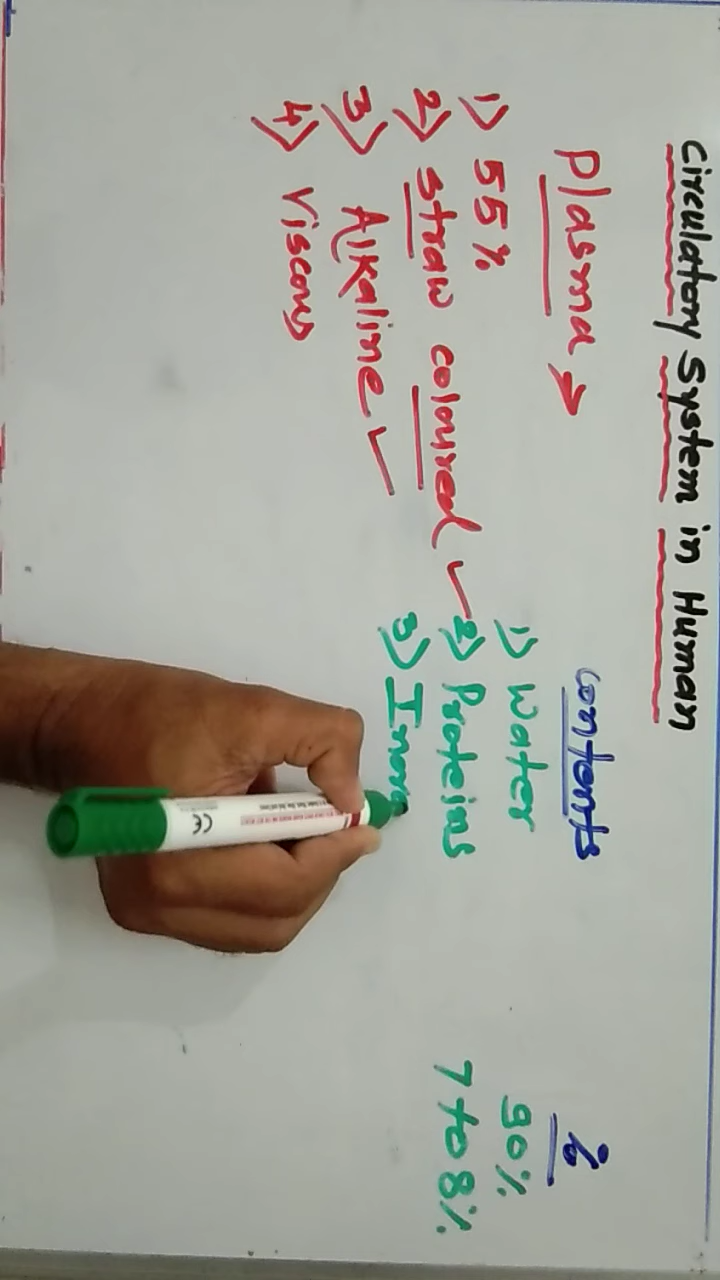 Circulatory System in Human
Plasma →
1) 55%
2) straw coloured ✓
3) Alkaline ✓
4) Viscous
contents
1) Water
2) Proteins
3) Inorg
%
90%
7 to 8%
CE